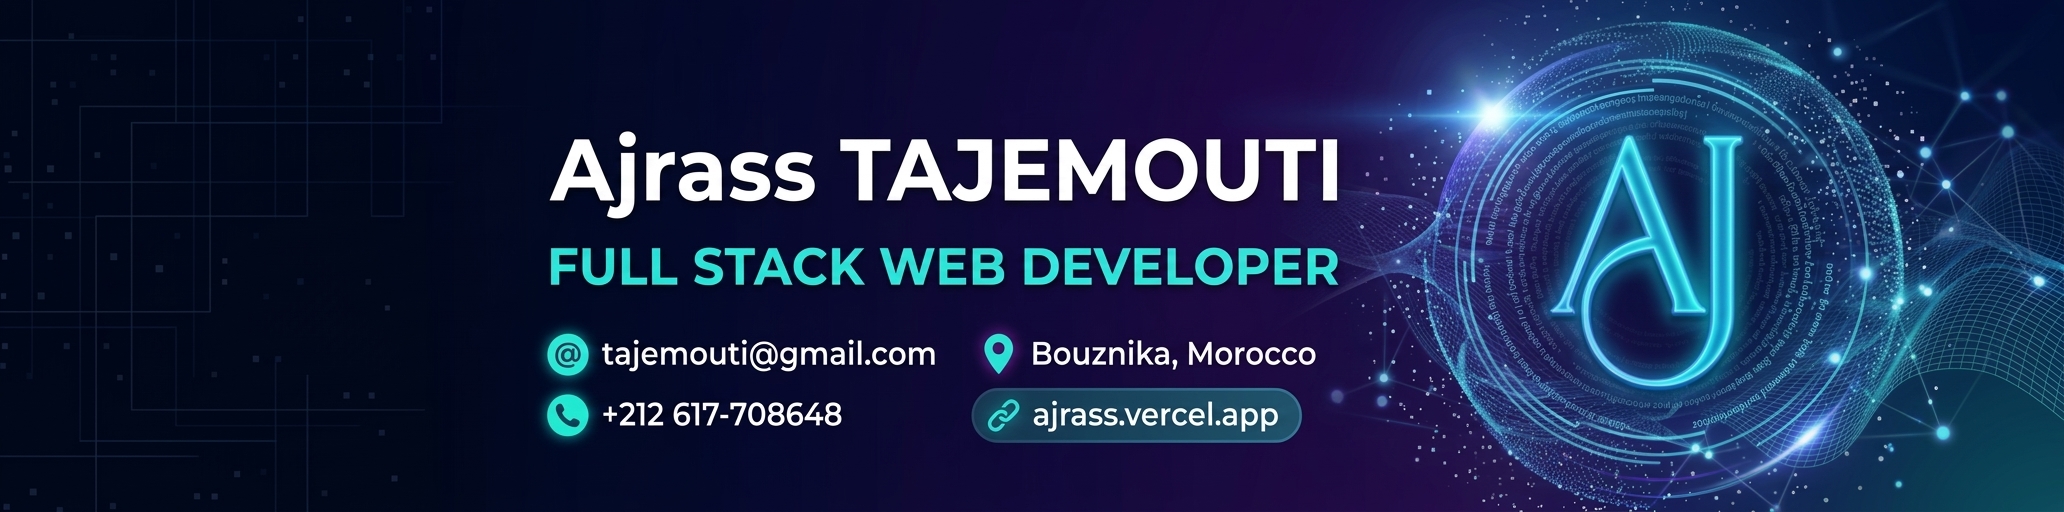 Ajrass TAJEMOUTI
FULL STACK WEB DEVELOPER
tajemouti@gmail.com
Bouznika, Morocco
+212 617-708648
ajrass.vercel.app
AJ